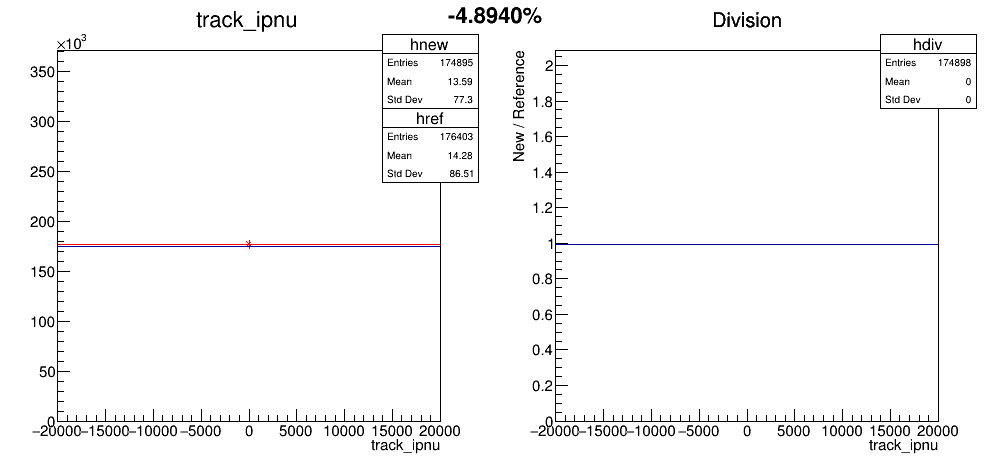 track_ipnu
-4.8940%
Division
×10³
hnew
Entries 174895
Mean 13.59
Std Dev 77.3
href
Entries 176403
Mean 14.28
Std Dev 86.51
350
300
250
200
150
100
50
0
−20000 −15000 −10000 −5000 0 5000 10000 15000 20000
track_ipnu
hdiv
Entries 174898
Mean 0
Std Dev 0
New / Reference
2
1.8
1.6
1.4
1.2
1
0.8
0.6
0.4
0.2
0
−20000 −15000 −10000 −5000 0 5000 10000 15000 20000
track_ipnu